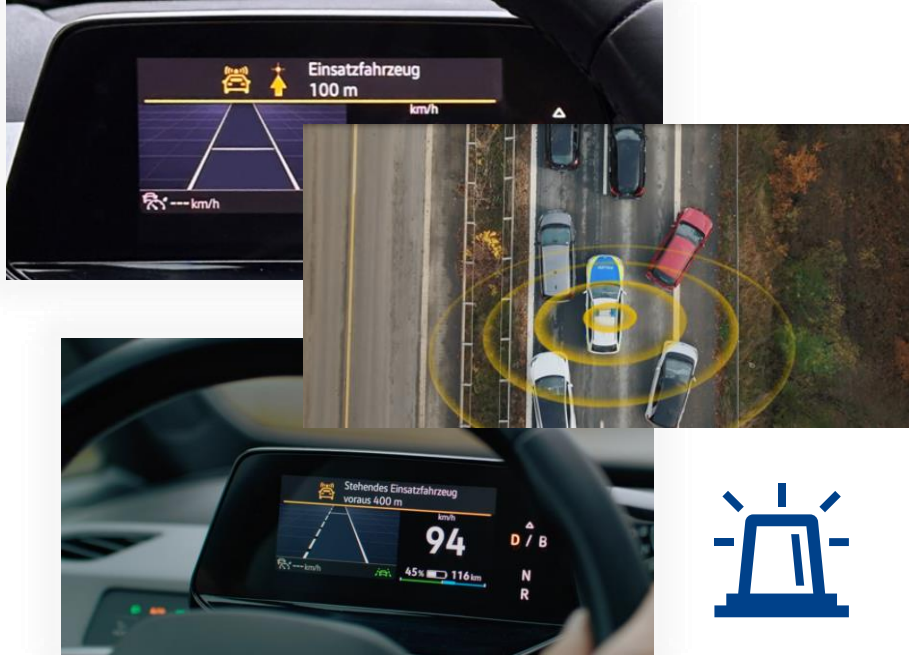 Einsatzfahrzeug
100 m
km/h
--- km/h
Stehendes Einsatzfahrzeug
voraus 400 m
km/h
94
D / B
--- km/h
45% 116 km
N
R